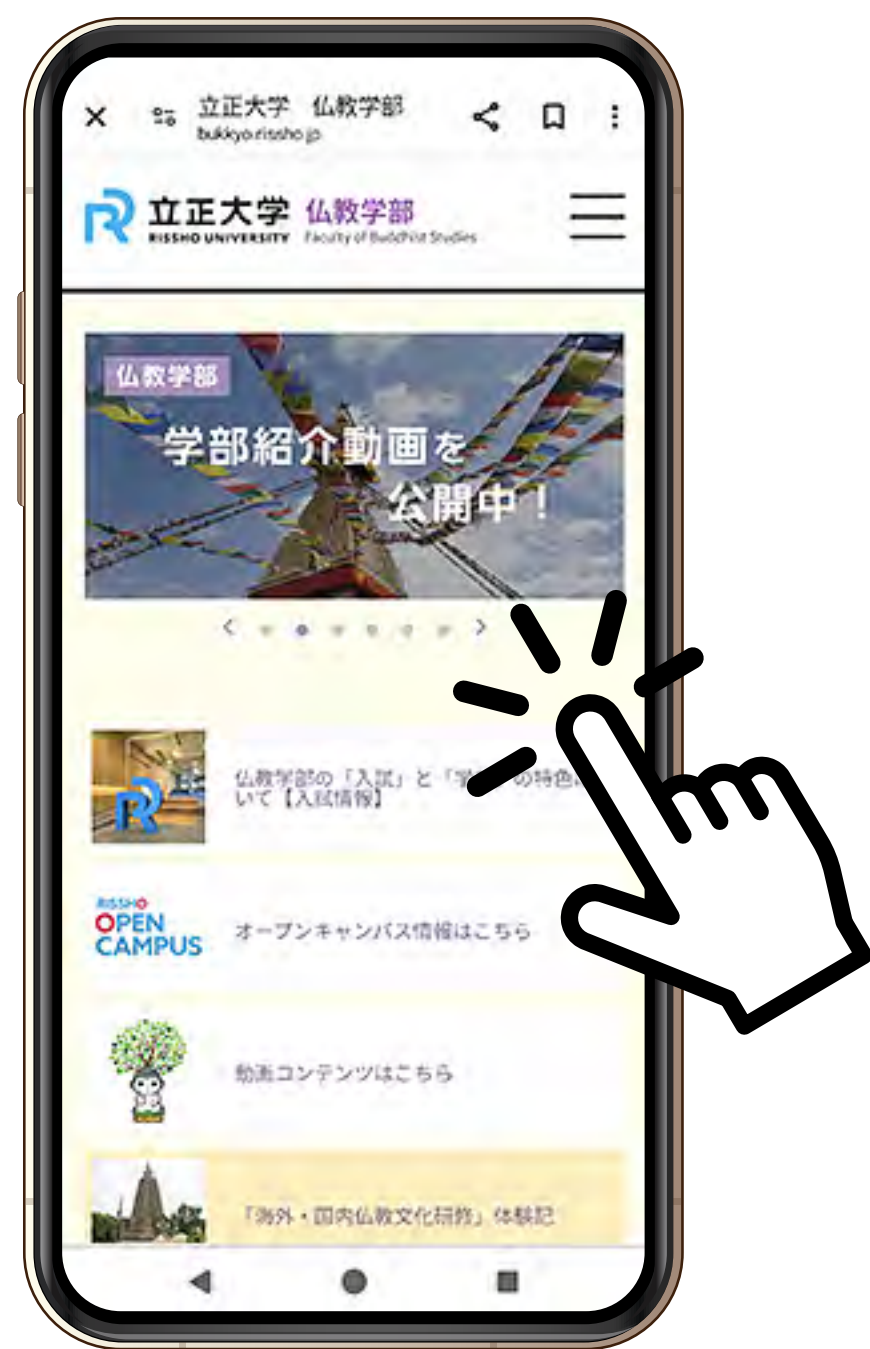 立正大学 仏教学部
bukkyo.rissho.jp
立正大学 仏教学部
RISSHO UNIVERSITY Faculty of Buddhist Studies
仏教学部
学部紹介動画を
公開中！
仏教学部の「入試」と「学 の特色
いて【入試情報】
RISSHO
OPEN
CAMPUS
オープンキャンパス情報はこちら
動画コンテンツはこちら
「海外・国内仏教文化研修」体験記